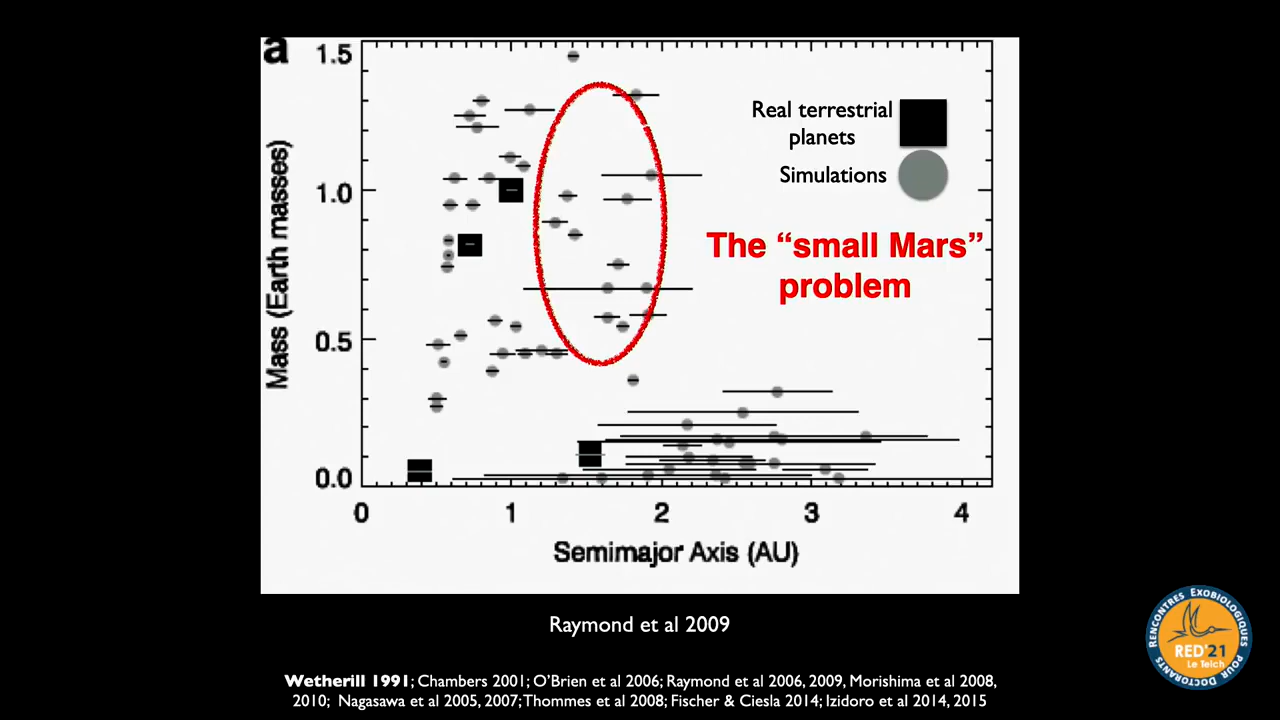 a
1.5
1.0
0.5
0.0
Mass (Earth masses)
0
1
2
3
4
Semimajor Axis (AU)
Real terrestrial
planets
Simulations
The “small Mars”
problem
Raymond et al 2009
Wetherill 1991; Chambers 2001; O’Brien et al 2006; Raymond et al 2006, 2009, Morishima et al 2008,
2010; Nagasawa et al 2005, 2007; Thommes et al 2008; Fischer & Ciesla 2014; Izidoro et al 2014, 2015
RENCONTRES EXOBIOLOGIQUES
POUR DOCTORANTS
RED'21
Le Teich